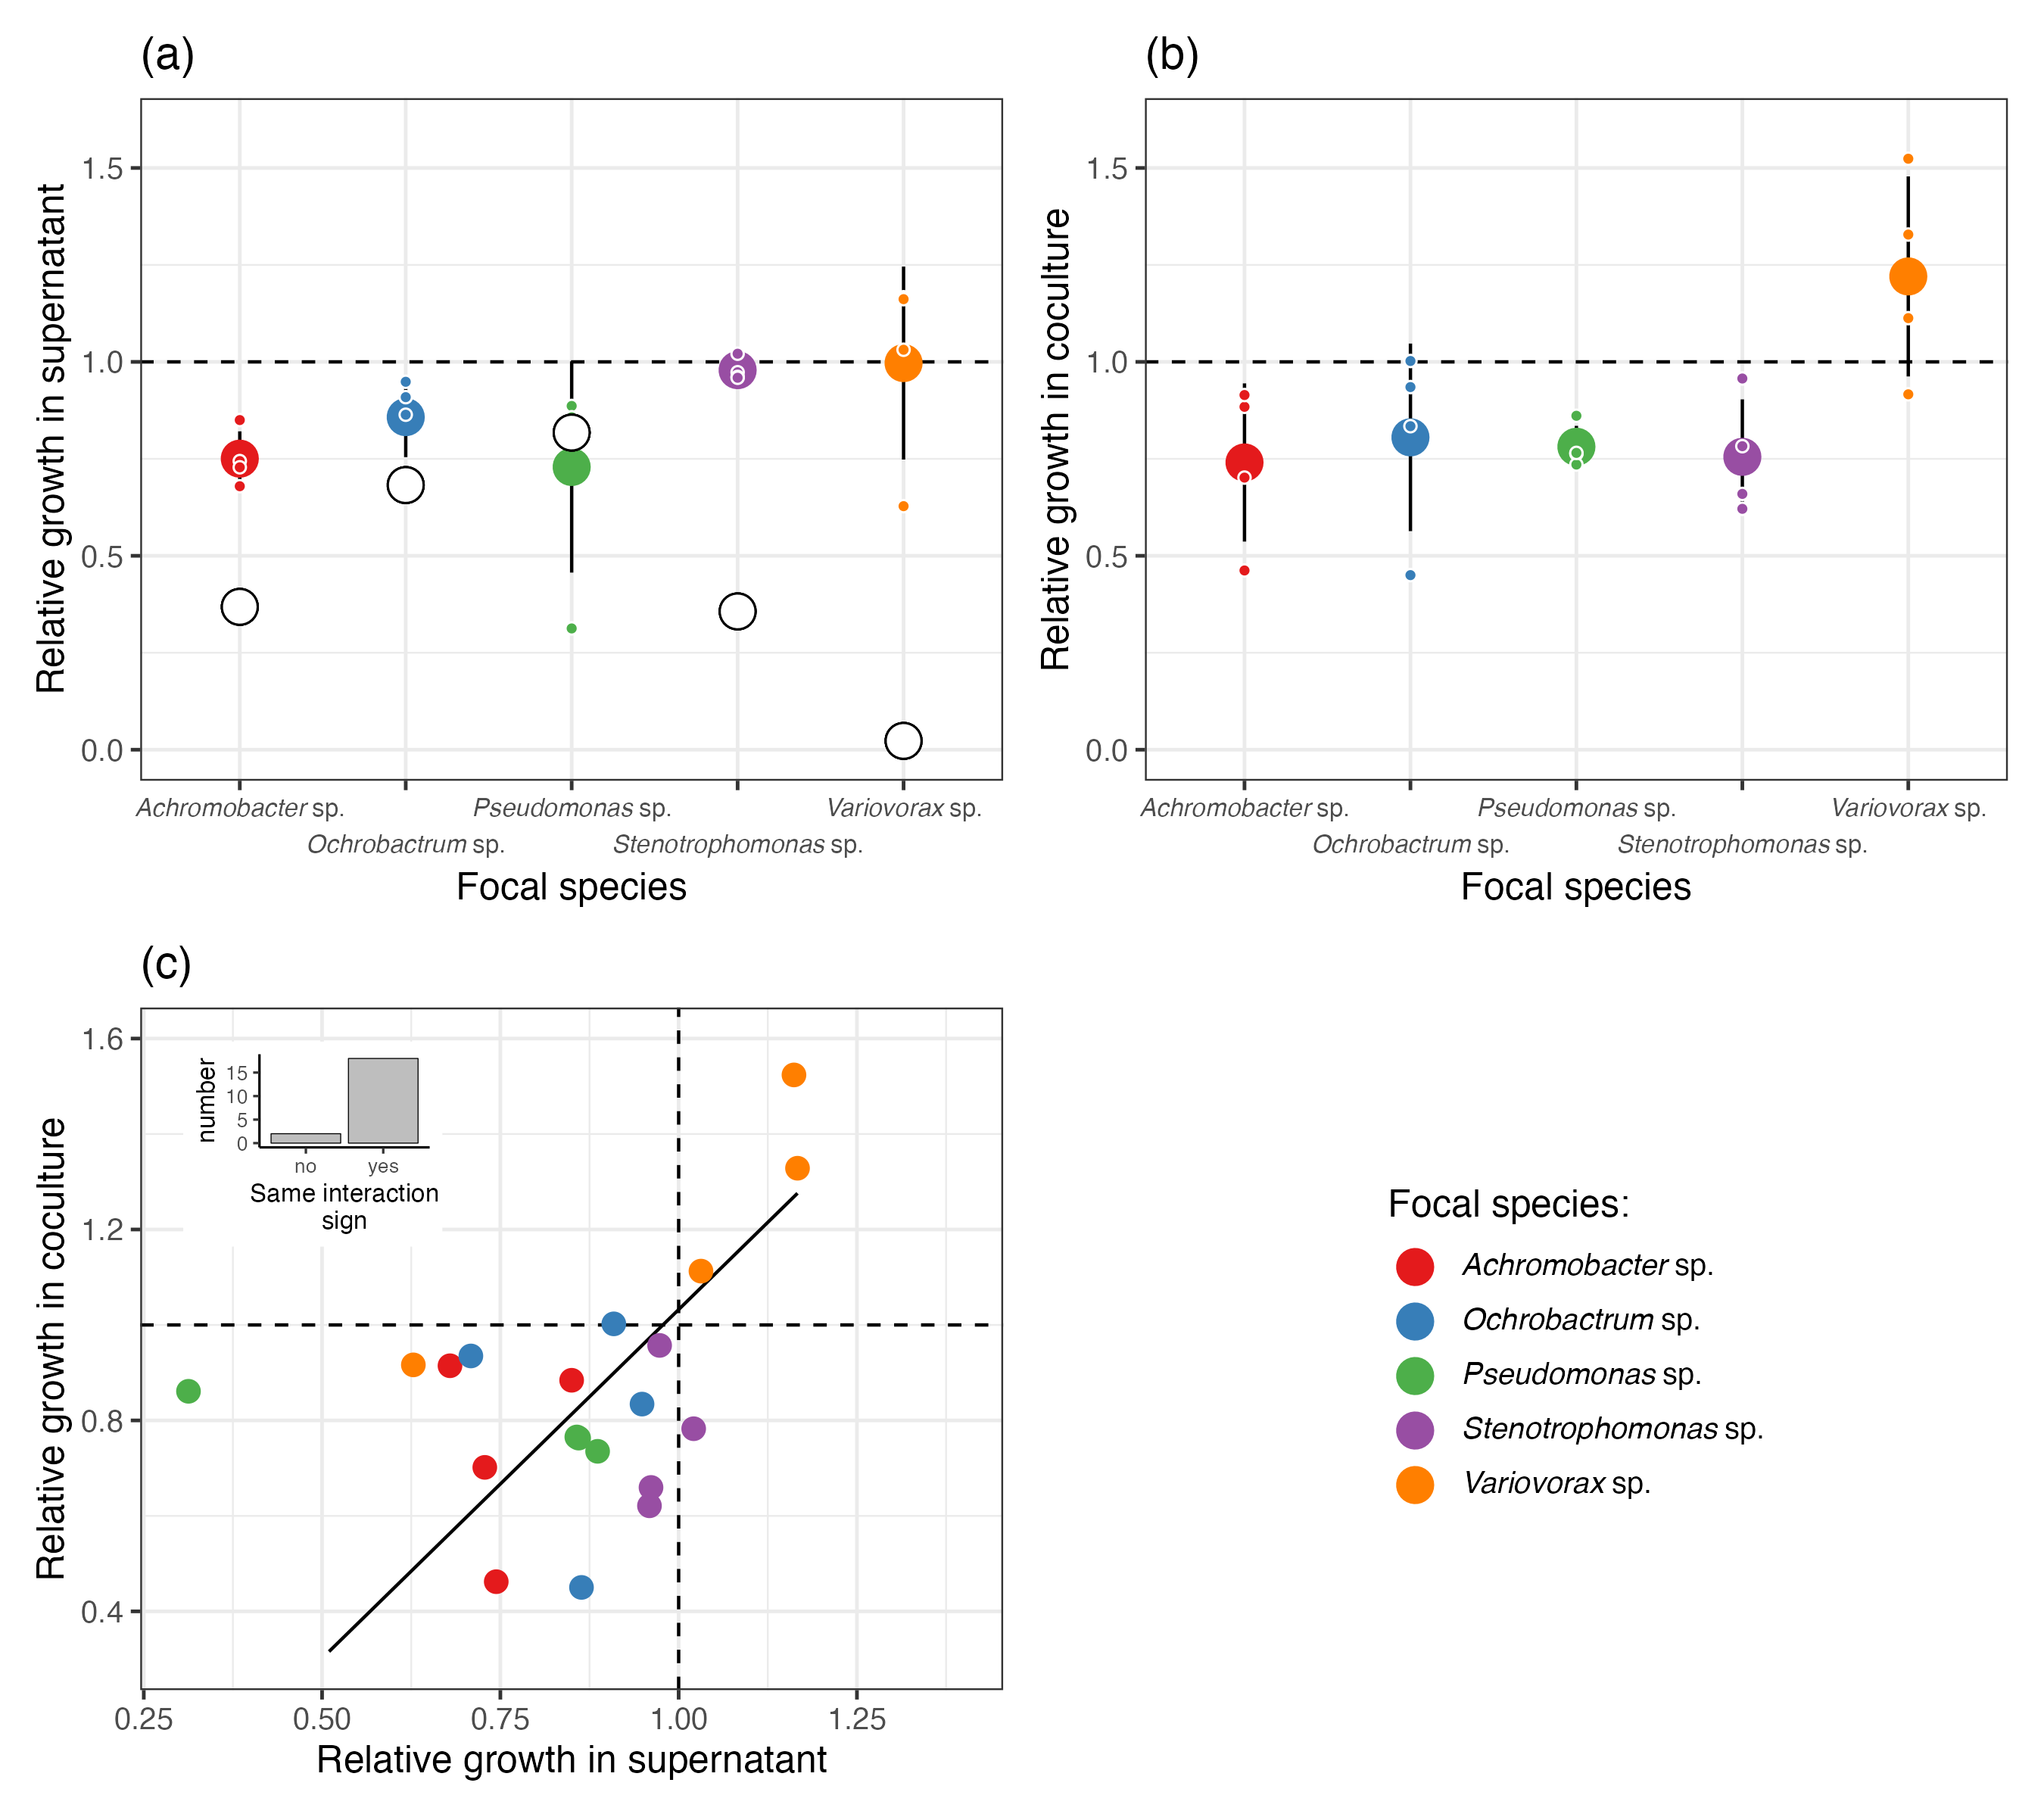 (a)
Relative growth in supernatant
1.5
1.0
0.5
0.0
Achromobacter sp.
Pseudomonas sp.
Variovorax sp.
Ochrobactrum sp.
Stenotrophomonas sp.
Focal species
(b)
Relative growth in coculture
1.5
1.0
0.5
0.0
Achromobacter sp.
Pseudomonas sp.
Variovorax sp.
Ochrobactrum sp.
Stenotrophomonas sp.
Focal species
(c)
Relative growth in coculture
1.6
1.2
0.8
0.4
number
15
10
5
0
no
yes
Same interaction
sign
0.25
0.50
0.75
1.00
1.25
Relative growth in supernatant
Focal species:
Achromobacter sp.
Ochrobactrum sp.
Pseudomonas sp.
Stenotrophomonas sp.
Variovorax sp.